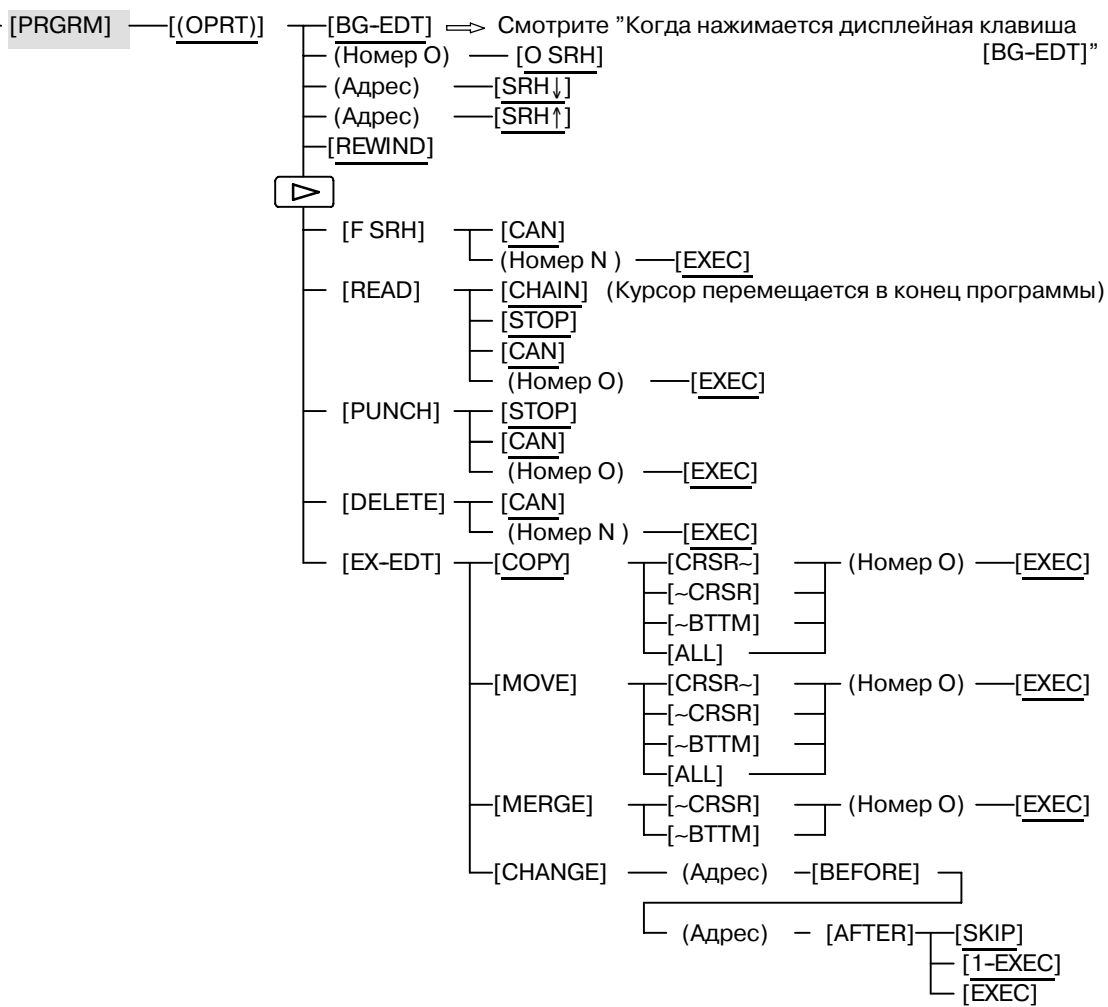 [PRGRM] [(OPRT)] [BG-EDT] ⇒ Смотрите "Когда нажимается дисплейная клавиша
[BG-EDT]"
(Номер O) [O SRH]
(Адрес) [SRH↓]
(Адрес) [SRH↑]
[REWIND]
[F SRH] [CAN]
(Номер N ) [EXEC]
[READ] [CHAIN] (Курсор перемещается в конец программы)
[STOP]
[CAN]
(Номер O) [EXEC]
[PUNCH] [STOP]
[CAN]
(Номер O) [EXEC]
[DELETE] [CAN]
(Номер N ) [EXEC]
[EX-EDT] [COPY] [CRSR~] (Номер O) [EXEC]
[~CRSR]
[~BTTM]
[ALL]
[MOVE] [CRSR~] (Номер O) [EXEC]
[~CRSR]
[~BTTM]
[ALL]
[MERGE] [~CRSR] (Номер O) [EXEC]
[~BTTM]
[CHANGE] (Адрес) [BEFORE]
(Адрес) [AFTER] [SKIP]
[1-EXEC]
[EXEC]